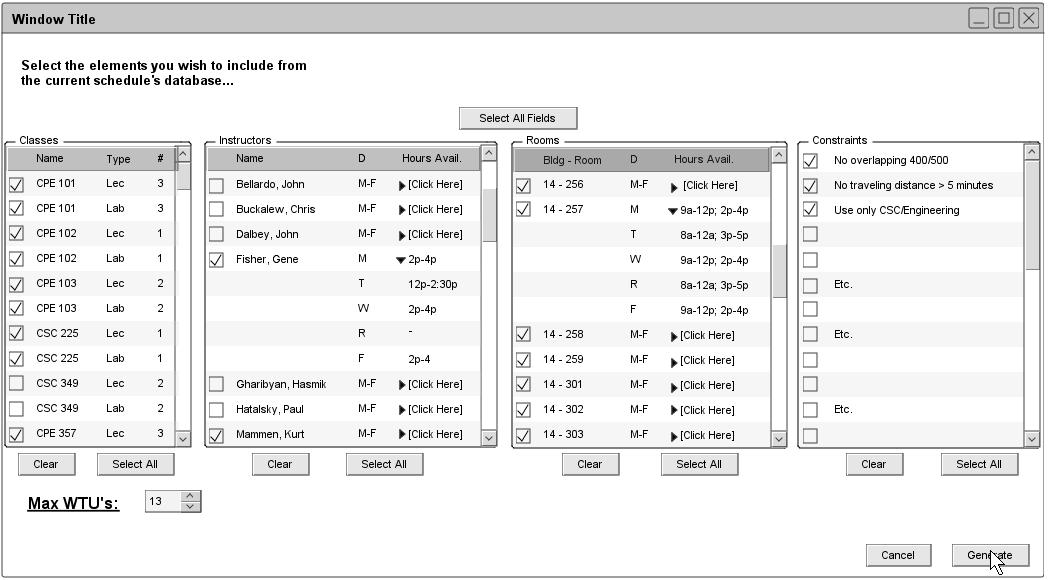 Window Title
Select the elements you wish to include from
the current schedule's database...
Select All Fields
Classes
Name Type #
CPE 101 Lec 3
CPE 101 Lab 3
CPE 102 Lec 1
CPE 102 Lab 1
CPE 103 Lec 2
CPE 103 Lab 2
CSC 225 Lec 1
CSC 225 Lab 1
CSC 349 Lec 2
CSC 349 Lab 2
CPE 357 Lec 3
Clear Select All
Instructors
Name D Hours Avail.
Bellardo, John M-F [Click Here]
Buckalew, Chris M-F [Click Here]
Dalbey, John M-F [Click Here]
Fisher, Gene M 2p-4p
T 12p-2:30p
W 2p-4p
R -
F 2p-4
Gharibyan, Hasmik M-F [Click Here]
Hatalsky, Paul M-F [Click Here]
Mammen, Kurt M-F [Click Here]
Clear Select All
Rooms
Bldg - Room D Hours Avail.
14 - 256 M-F [Click Here]
14 - 257 M 9a-12p; 2p-4p
T 8a-12a; 3p-5p
W 9a-12p; 2p-4p
R 8a-12a; 3p-5p
F 9a-12p; 2p-4p
14 - 258 M-F [Click Here]
14 - 259 M-F [Click Here]
14 - 301 M-F [Click Here]
14 - 302 M-F [Click Here]
14 - 303 M-F [Click Here]
Clear Select All
Constraints
No overlapping 400/500
No traveling distance > 5 minutes
Use only CSC/Engineering
Etc.
Etc.
Etc.
Clear Select All
Max WTU's: 13
Cancel Generate